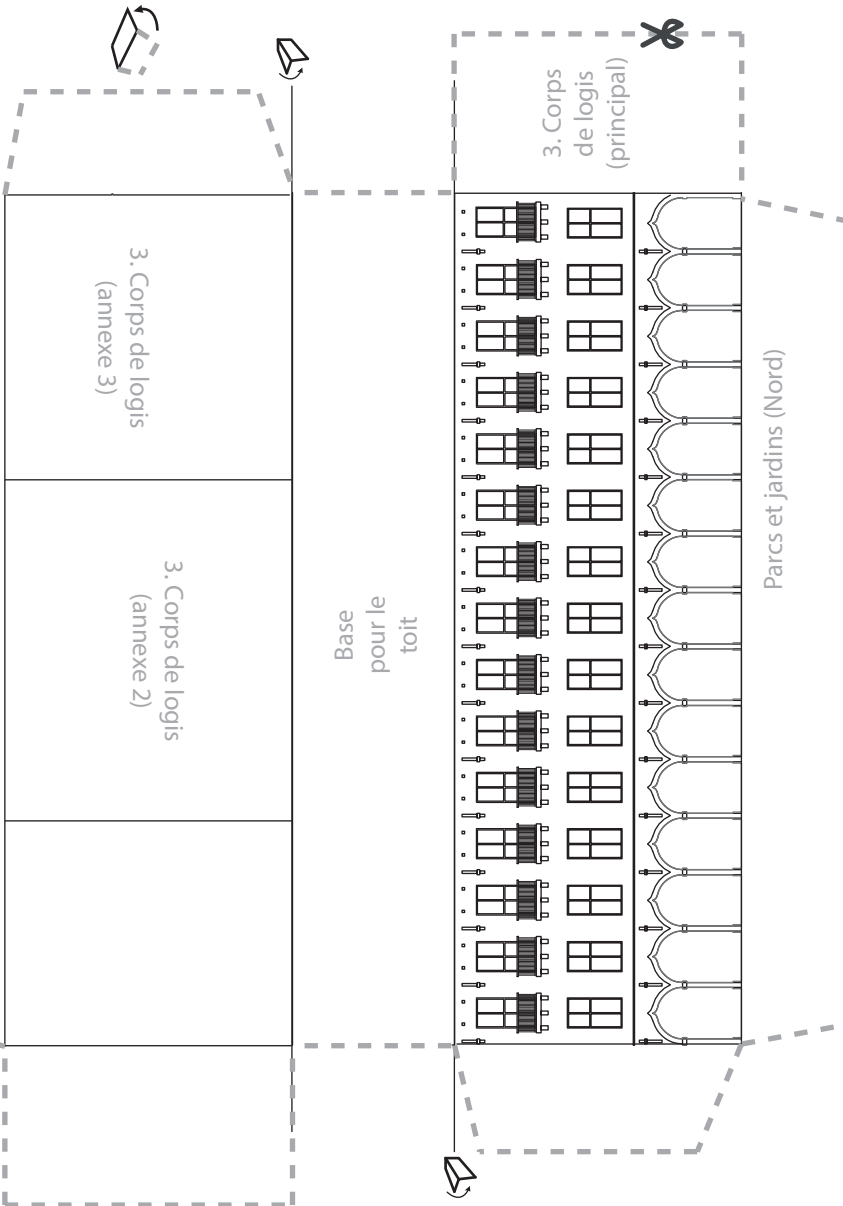 3. Corps
de logis
(principal)
3. Corps de logis
(annexe 3)
Parcs et jardins (Nord)
3. Corps de logis
(annexe 2)
Base
pour le
toit